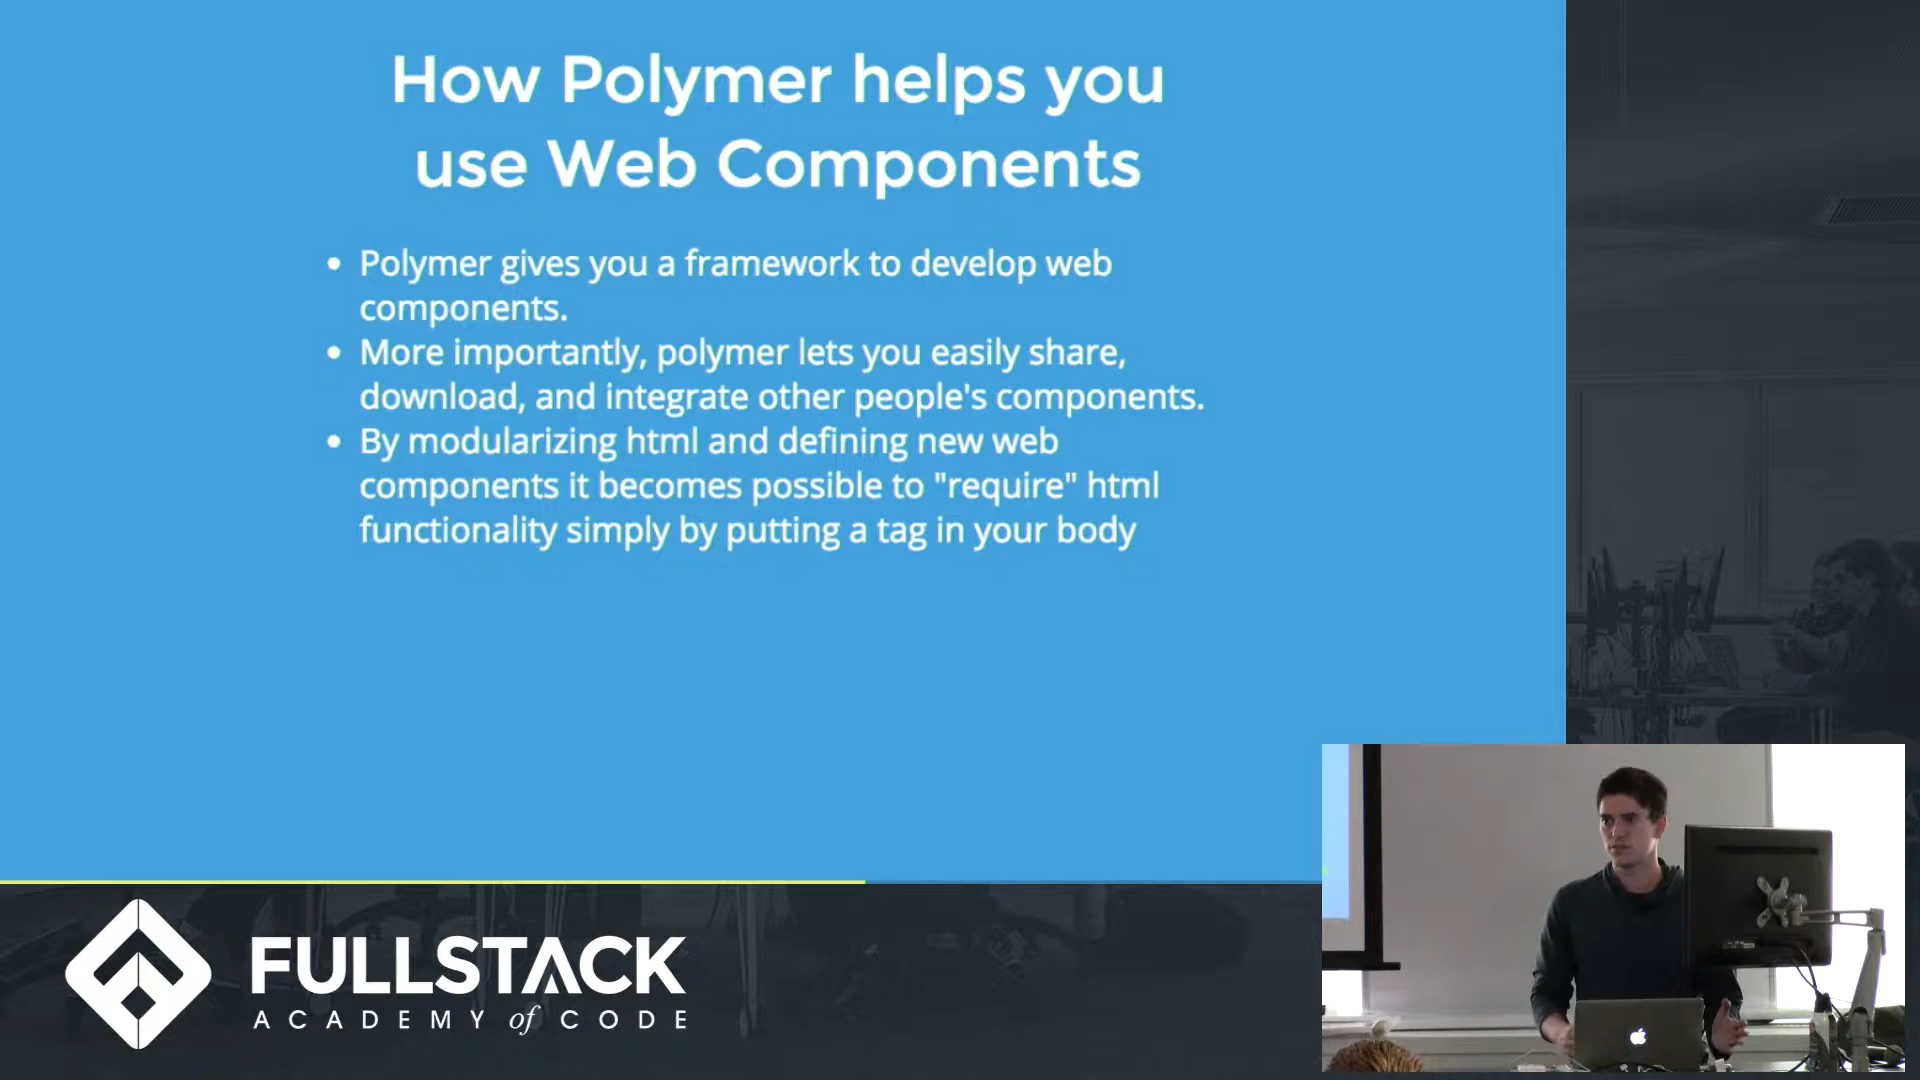 How Polymer helps you
use Web Components
• Polymer gives you a framework to develop web
components.
• More importantly, polymer lets you easily share,
download, and integrate other people's components.
• By modularizing html and defining new web
components it becomes possible to "require" html
functionality simply by putting a tag in your body
FULLSTACK
ACADEMY of CODE